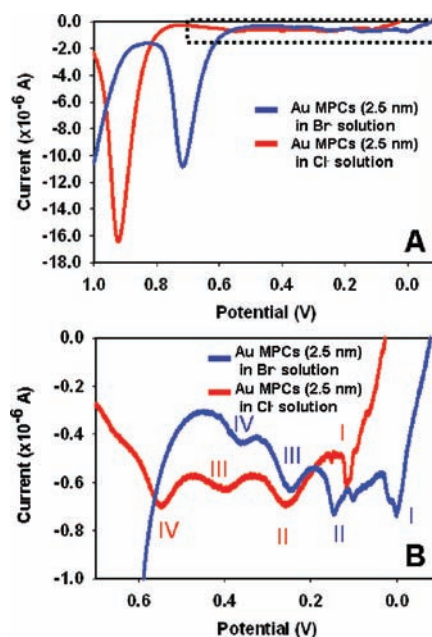 0.0
-2.0
-4.0
-6.0
-8.0
-10.0
-12.0
-14.0
-16.0
-18.0
Current (x10⁻⁶ A)
Au MPCs (2.5 nm)
in Br⁻ solution
Au MPCs (2.5 nm)
in Cl⁻ solution
A
1.0 0.8 0.6 0.4 0.2 0.0
Potential (V)
0.0
-0.2
-0.4
-0.6
-0.8
-1.0
Current (x10⁻⁶ A)
Au MPCs (2.5 nm)
in Br⁻ solution
Au MPCs (2.5 nm)
in Cl⁻ solution
IV
I
III
III
IV
II
II
I
B
0.6 0.4 0.2 0.0
Potential (V)